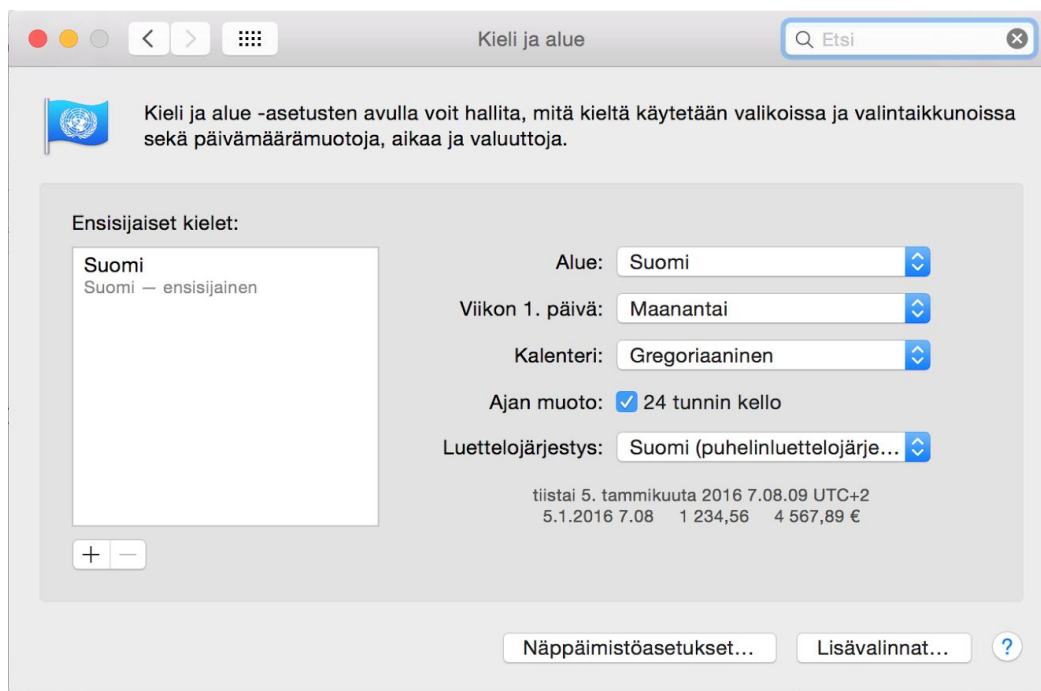 Kieli ja alue
Etsi
Kieli ja alue -asetusten avulla voit hallita, mitä kieltä käytetään valikoissa ja valintaikkunoissa
sekä päivämäärämuotoja, aikaa ja valuuttoja.
Ensisijaiset kielet:
Suomi
Suomi — ensisijainen
Alue: Suomi
Viikon 1. päivä: Maanantai
Kalenteri: Gregoriaaninen
Ajan muoto: 24 tunnin kello
Luettelojärjestys: Suomi (puhelinluettelojärje...
tiistai 5. tammikuuta 2016 7.08.09 UTC+2
5.1.2016 7.08 1 234,56 4 567,89 €
Näppäimistöasetukset...
Lisävalinnat...
?